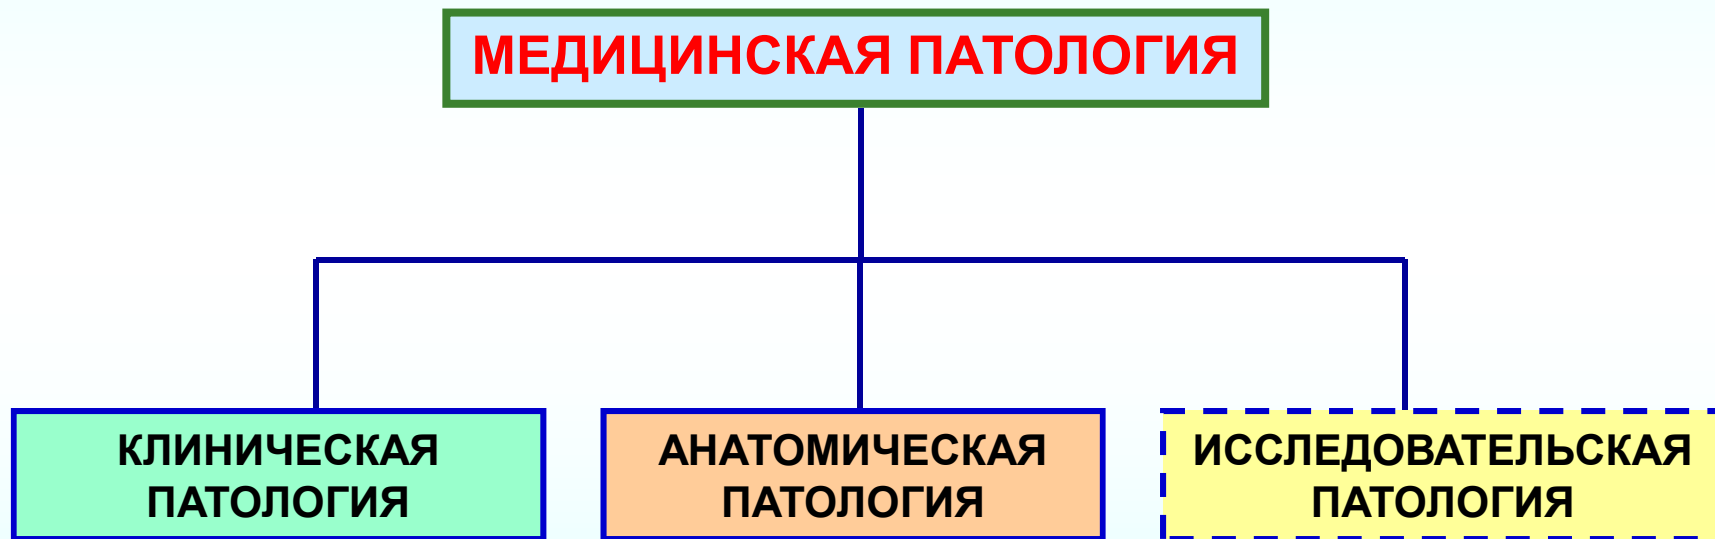 МЕДИЦИНСКАЯ ПАТОЛОГИЯ
КЛИНИЧЕСКАЯ
ПАТОЛОГИЯ
АНАТОМИЧЕСКАЯ
ПАТОЛОГИЯ
ИССЛЕДОВАТЕЛЬСКАЯ
ПАТОЛОГИЯ